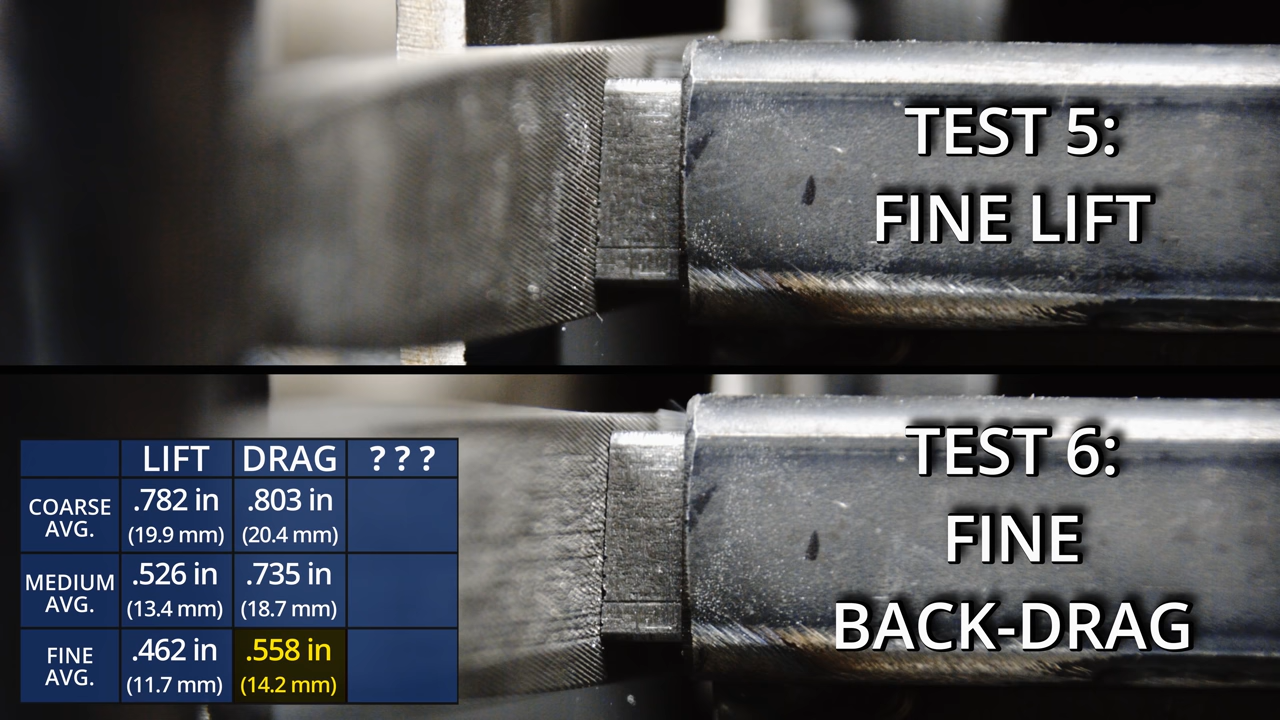 TEST 5:
FINE LIFT
TEST 6:
FINE
BACK-DRAG
LIFT DRAG ???
COARSE AVG. .782 in (19.9 mm) .803 in (20.4 mm)
MEDIUM AVG. .526 in (13.4 mm) .735 in (18.7 mm)
FINE AVG. .462 in (11.7 mm) .558 in (14.2 mm)